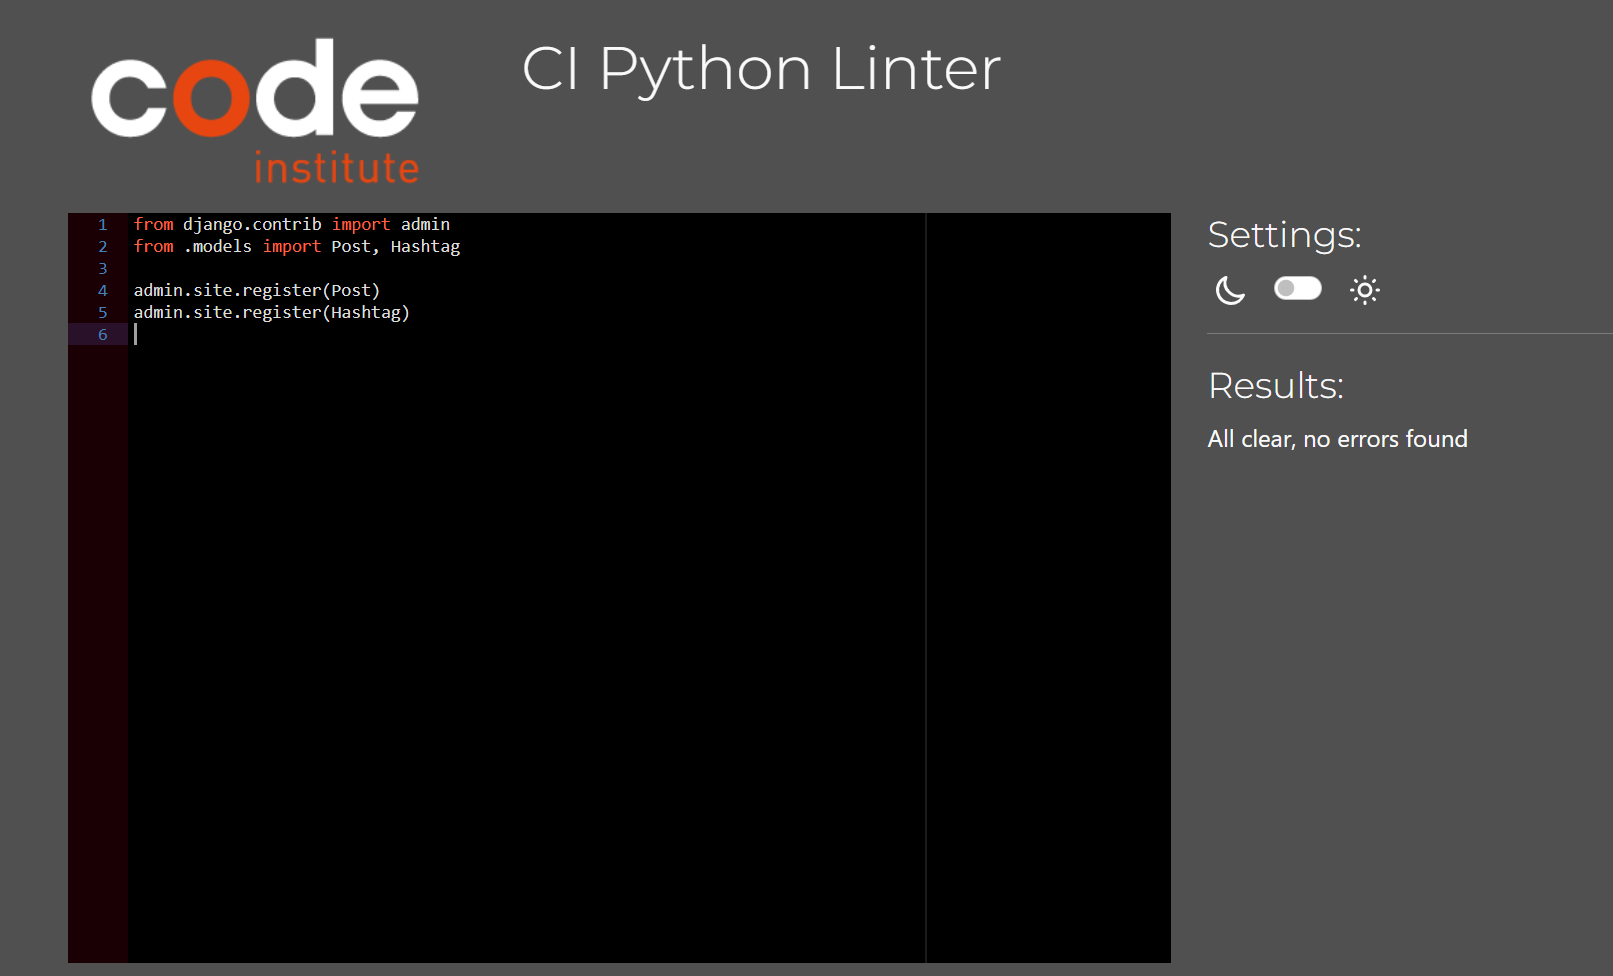 code
institute
CI Python Linter
1 from django.contrib import admin
2 from .models import Post, Hashtag
3
4 admin.site.register(Post)
5 admin.site.register(Hashtag)
6
Settings:
Results:
All clear, no errors found